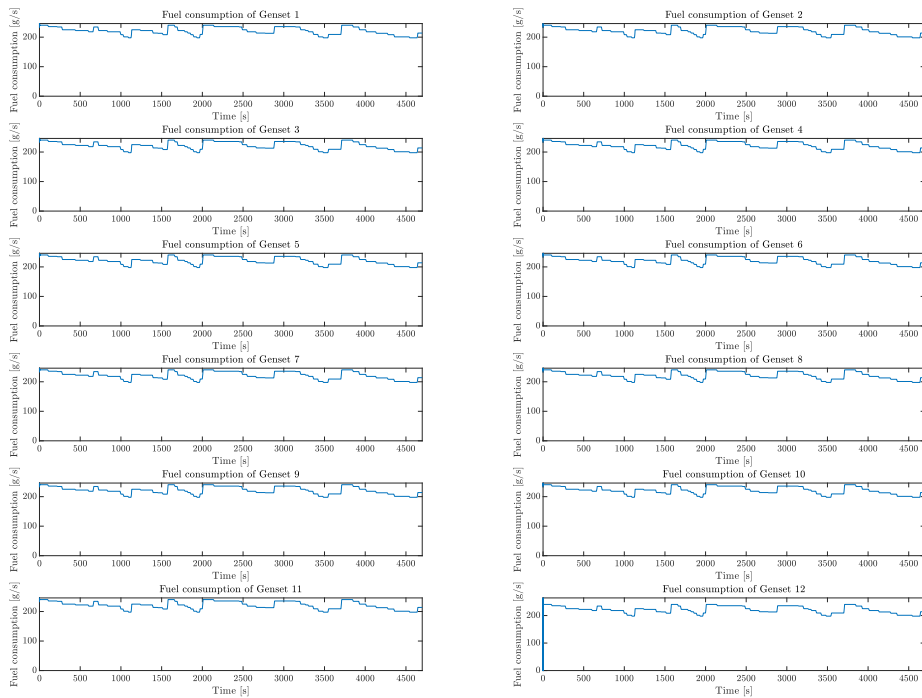 Fuel consumption of Genset 1
Fuel consumption [g/s]
200
100
0
0 500 1000 1500 2000 2500 3000 3500 4000 4500
Time [s]
Fuel consumption of Genset 2
Fuel consumption [g/s]
200
100
0
0 500 1000 1500 2000 2500 3000 3500 4000 4500
Time [s]
Fuel consumption of Genset 3
Fuel consumption [g/s]
200
100
0
0 500 1000 1500 2000 2500 3000 3500 4000 4500
Time [s]
Fuel consumption of Genset 4
Fuel consumption [g/s]
200
100
0
0 500 1000 1500 2000 2500 3000 3500 4000 4500
Time [s]
Fuel consumption of Genset 5
Fuel consumption [g/s]
200
100
0
0 500 1000 1500 2000 2500 3000 3500 4000 4500
Time [s]
Fuel consumption of Genset 6
Fuel consumption [g/s]
200
100
0
0 500 1000 1500 2000 2500 3000 3500 4000 4500
Time [s]
Fuel consumption of Genset 7
Fuel consumption [g/s]
200
100
0
0 500 1000 1500 2000 2500 3000 3500 4000 4500
Time [s]
Fuel consumption of Genset 8
Fuel consumption [g/s]
200
100
0
0 500 1000 1500 2000 2500 3000 3500 4000 4500
Time [s]
Fuel consumption of Genset 9
Fuel consumption [g/s]
200
100
0
0 500 1000 1500 2000 2500 3000 3500 4000 4500
Time [s]
Fuel consumption of Genset 10
Fuel consumption [g/s]
200
100
0
0 500 1000 1500 2000 2500 3000 3500 4000 4500
Time [s]
Fuel consumption of Genset 11
Fuel consumption [g/s]
200
100
0
0 500 1000 1500 2000 2500 3000 3500 4000 4500
Time [s]
Fuel consumption of Genset 12
Fuel consumption [g/s]
200
100
0
0 500 1000 1500 2000 2500 3000 3500 4000 4500
Time [s]